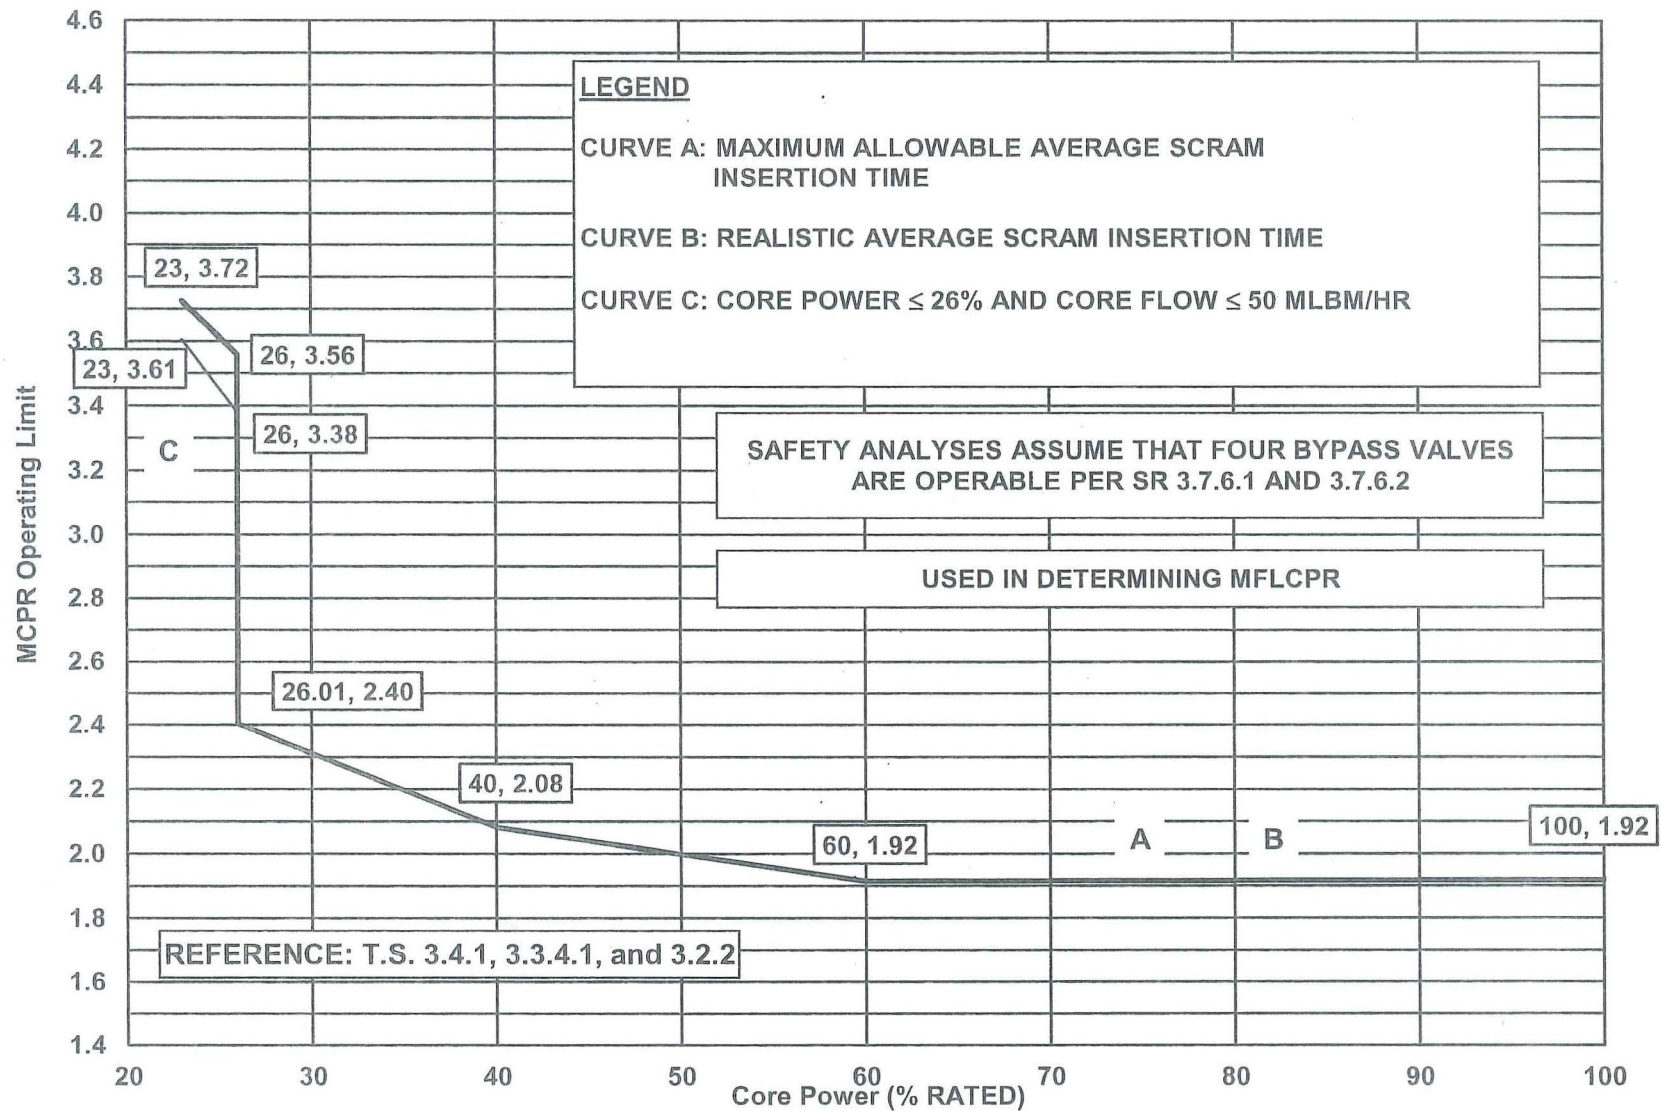 4.6
4.4
4.2
4.0
3.8
3.6
3.4
3.2
3.0
2.8
2.6
2.4
2.2
2.0
1.8
1.6
1.4
MCPR Operating Limit
LEGEND
CURVE A: MAXIMUM ALLOWABLE AVERAGE SCRAM
INSERTION TIME
CURVE B: REALISTIC AVERAGE SCRAM INSERTION TIME
CURVE C: CORE POWER ≤ 26% AND CORE FLOW ≤ 50 MLBM/HR
SAFETY ANALYSES ASSUME THAT FOUR BYPASS VALVES
ARE OPERABLE PER SR 3.7.6.1 AND 3.7.6.2
USED IN DETERMINING MFLCPR
23, 3.72
26, 3.56
23, 3.61
26, 3.38
C
26.01, 2.40
40, 2.08
60, 1.92
A
B
100, 1.92
REFERENCE: T.S. 3.4.1, 3.3.4.1, and 3.2.2
20 30 40 50 60 70 80 90 100
Core Power (% RATED)